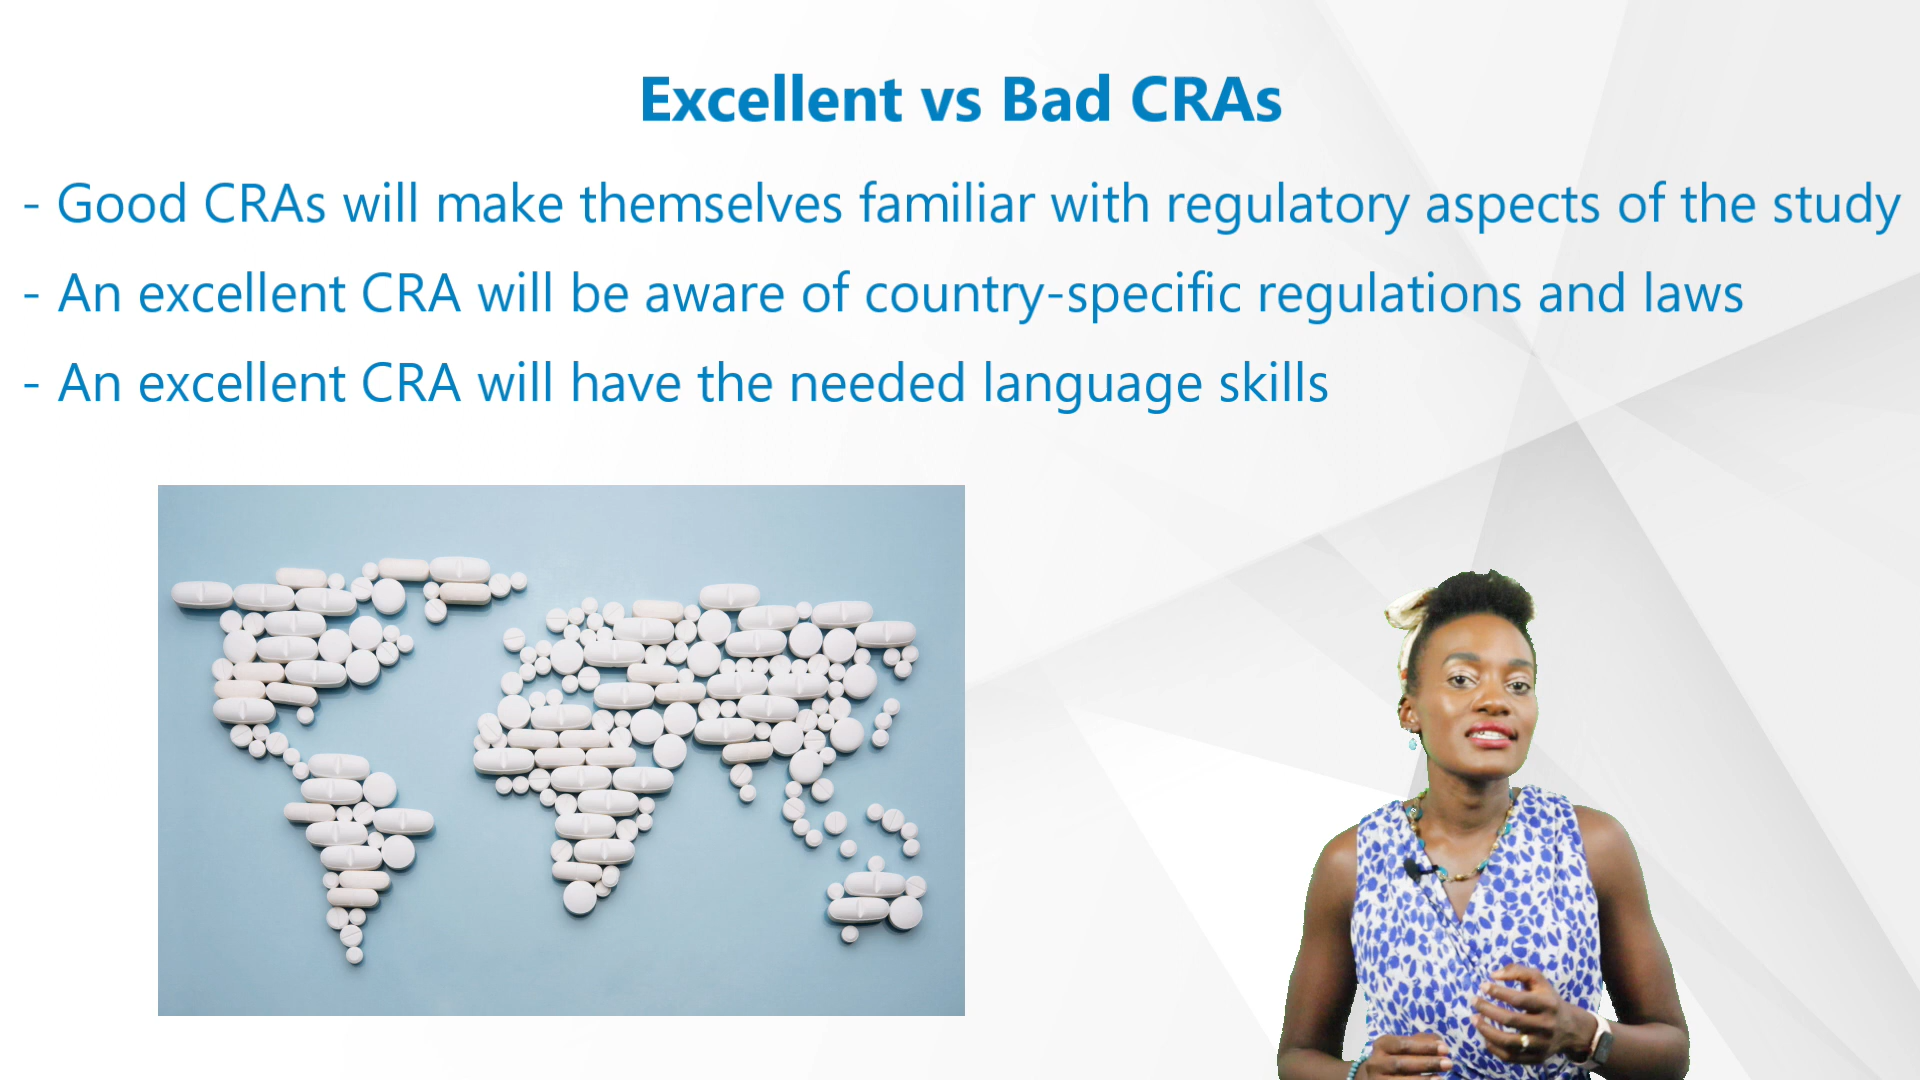 Excellent vs Bad CRAs
- Good CRAs will make themselves familiar with regulatory aspects of the study
- An excellent CRA will be aware of country-specific regulations and laws
- An excellent CRA will have the needed language skills